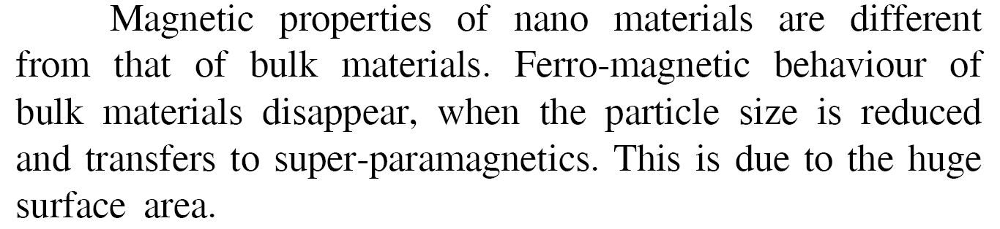 Magnetic properties of nano materials are different
from that of bulk materials. Ferro-magnetic behaviour of
bulk materials disappear, when the particle size is reduced
and transfers to super-paramagnetics. This is due to the huge
surface area.